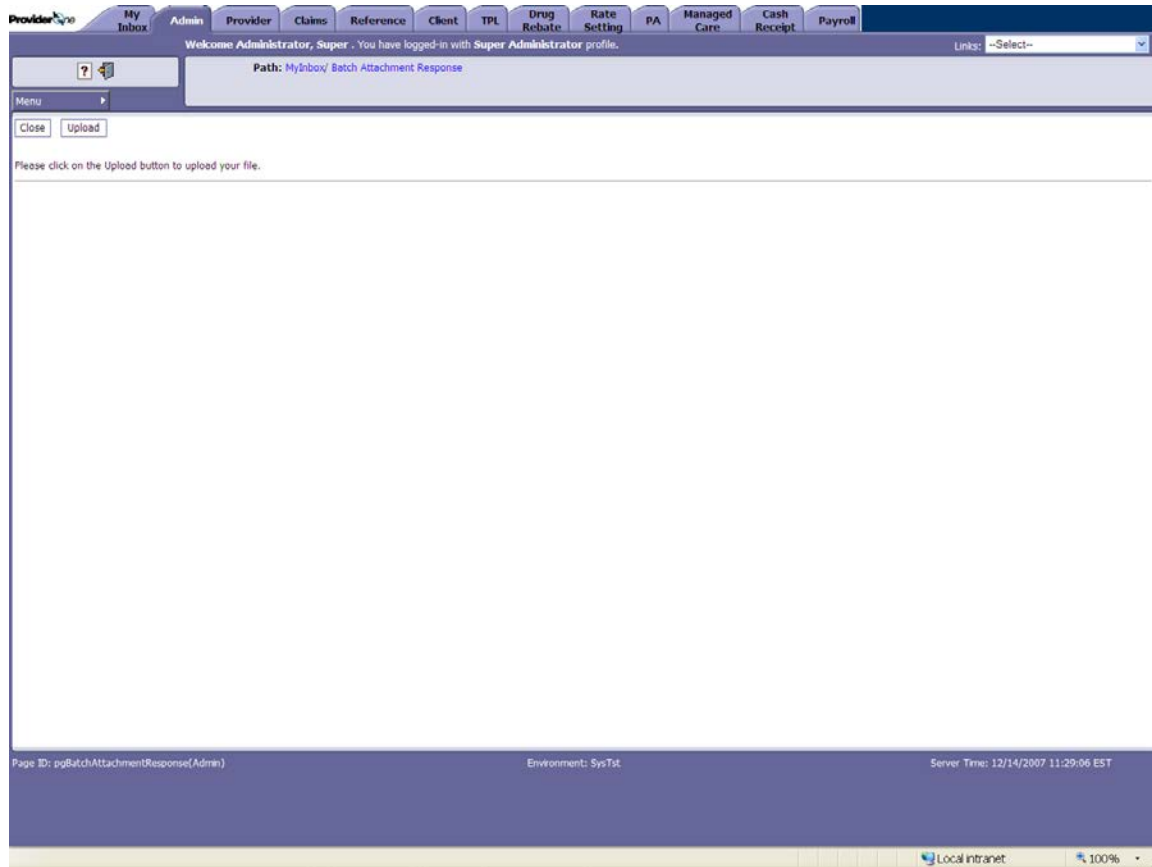 ProviderOne
My Inbox
Admin
Provider
Claims
Reference
Client
TPL
Drug Rebate
Rate Setting
PA
Managed Care
Cash Receipt
Payroll
Welcome Administrator, Super . You have logged-in with Super Administrator profile.
Links: --Select--
?
Path: MyInbox/ Batch Attachment Response
Menu
Close Upload
Please click on the Upload button to upload your file.
Page ID: pgBatchAttachmentResponse(Admin) Environment: SysTst Server Time: 12/14/2007 11:29:06 EST
Local intranet 100%